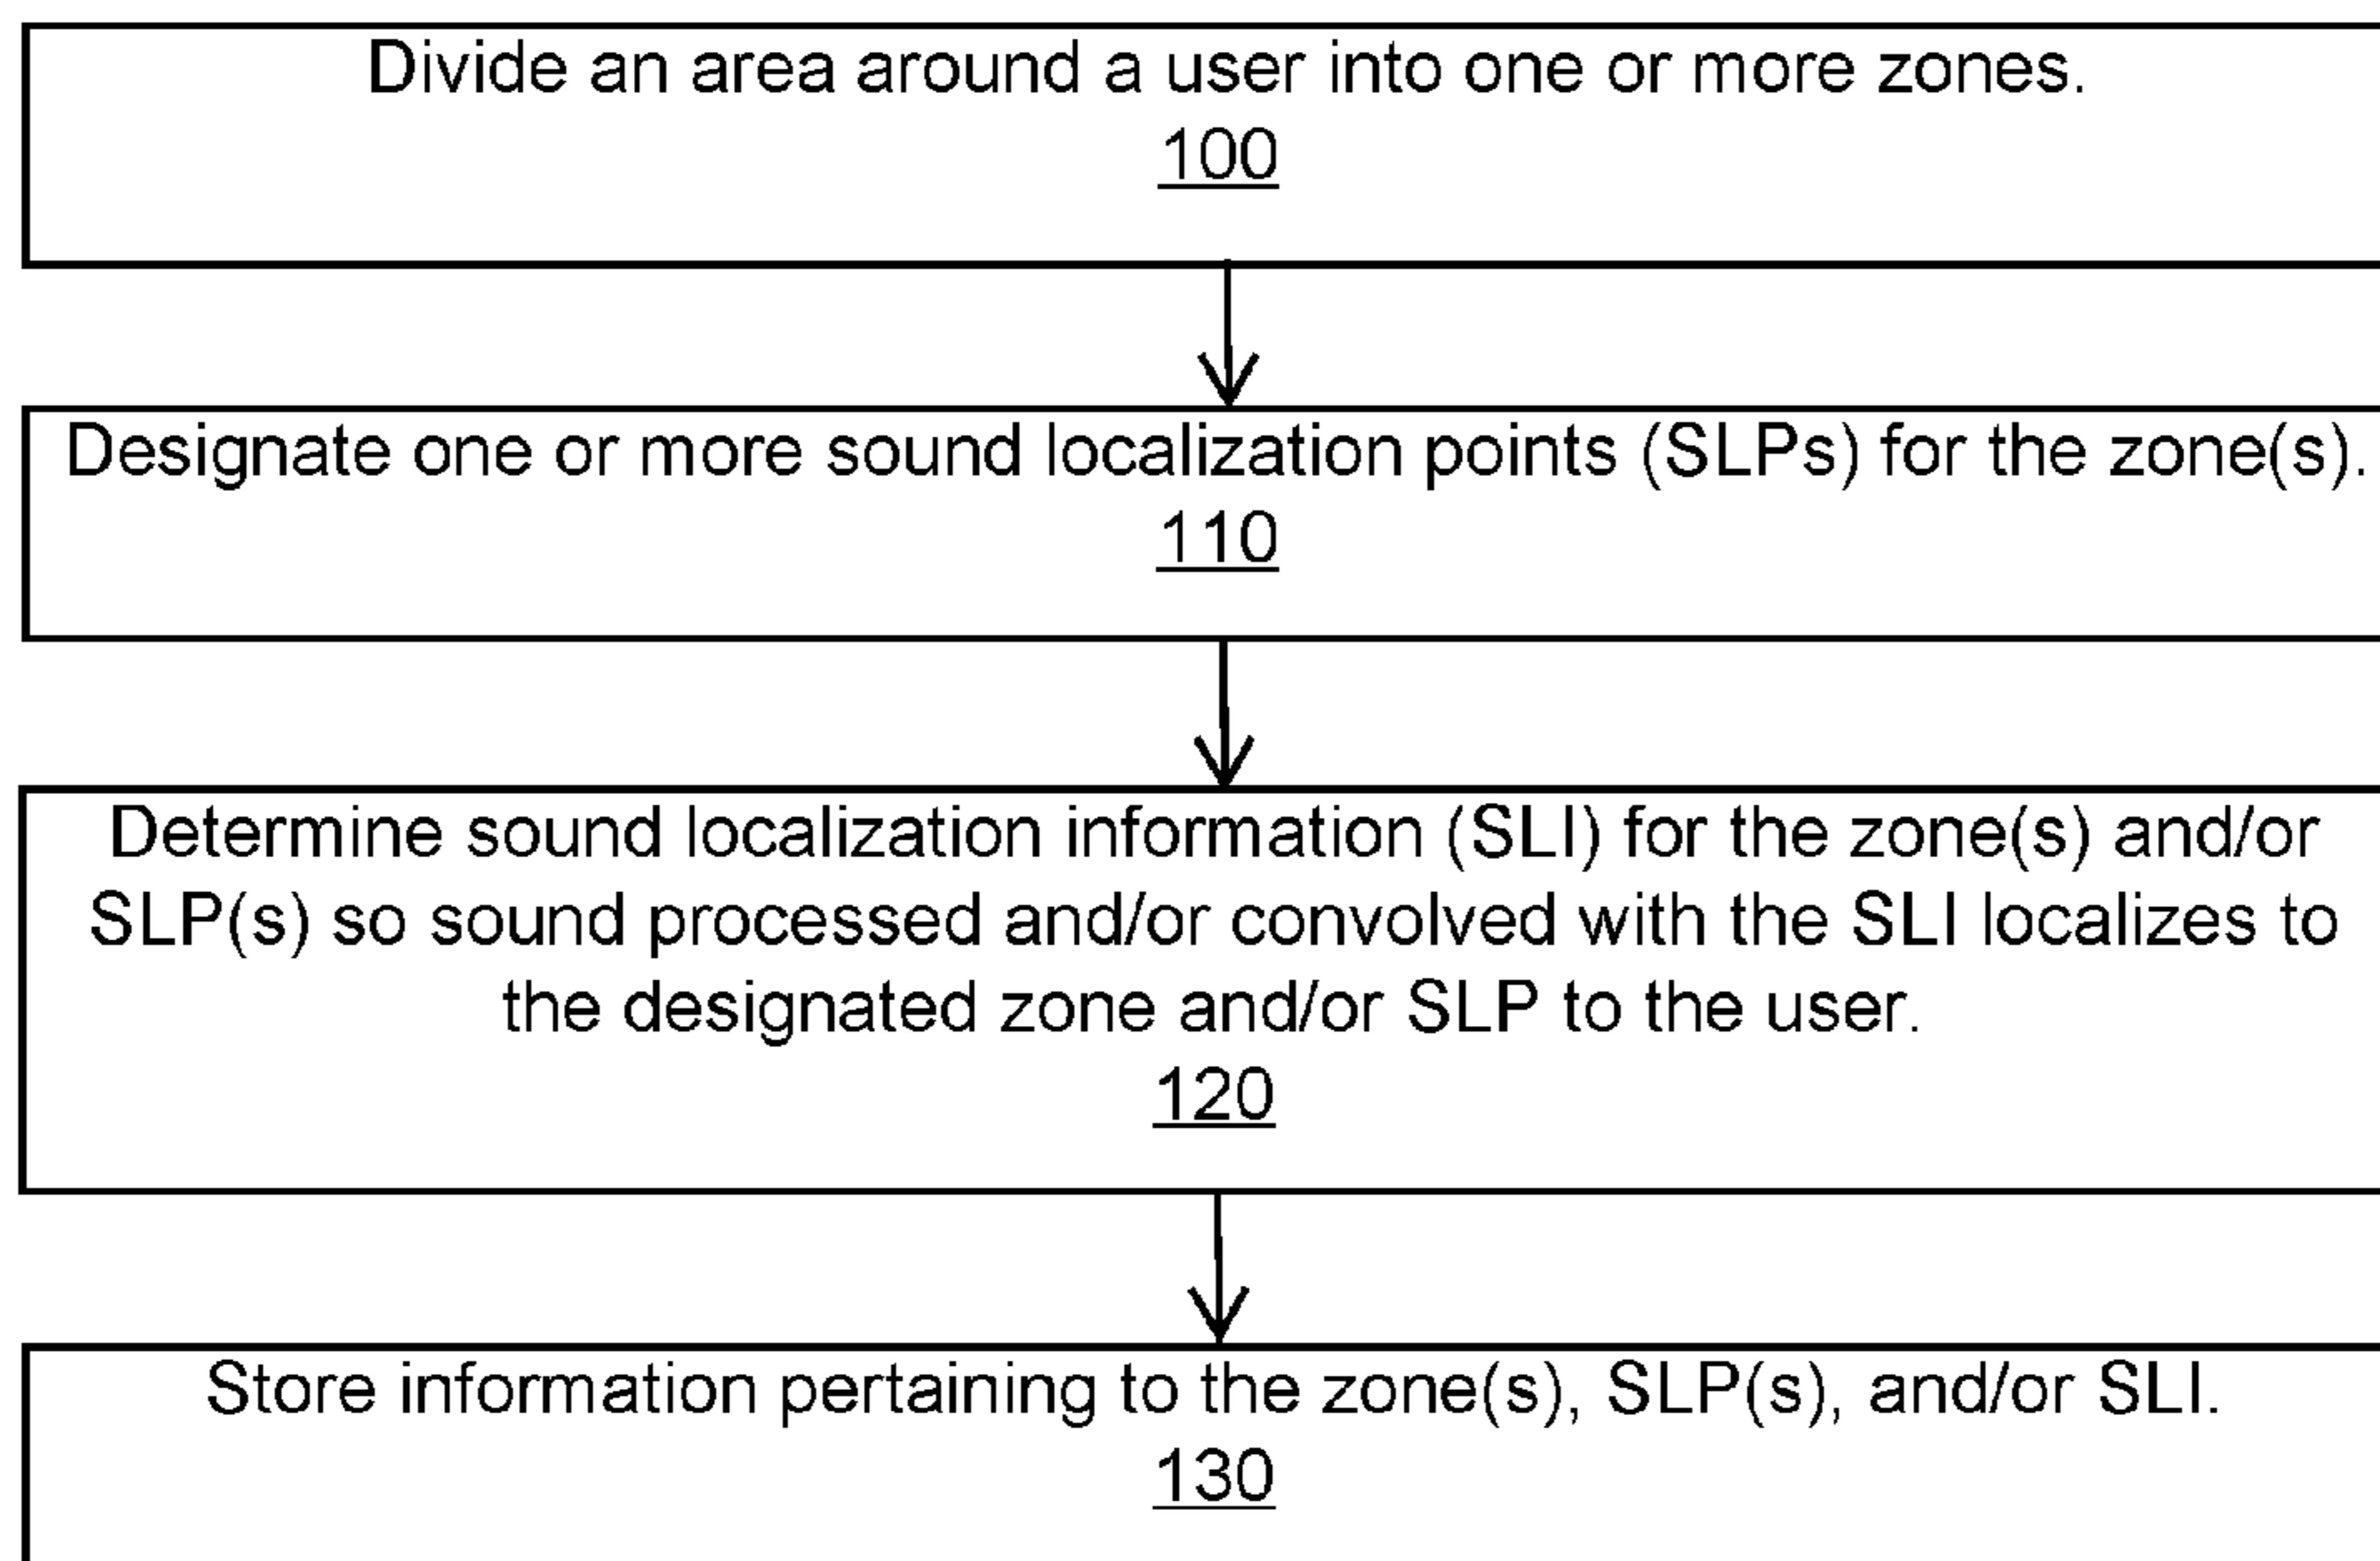 Divide an area around a user into one or more zones.
100
Designate one or more sound localization points (SLPs) for the zone(s).
110
Determine sound localization information (SLI) for the zone(s) and/or
SLP(s) so sound processed and/or convolved with the SLI localizes to
the designated zone and/or SLP to the user.
120
Store information pertaining to the zone(s), SLP(s), and/or SLI.
130